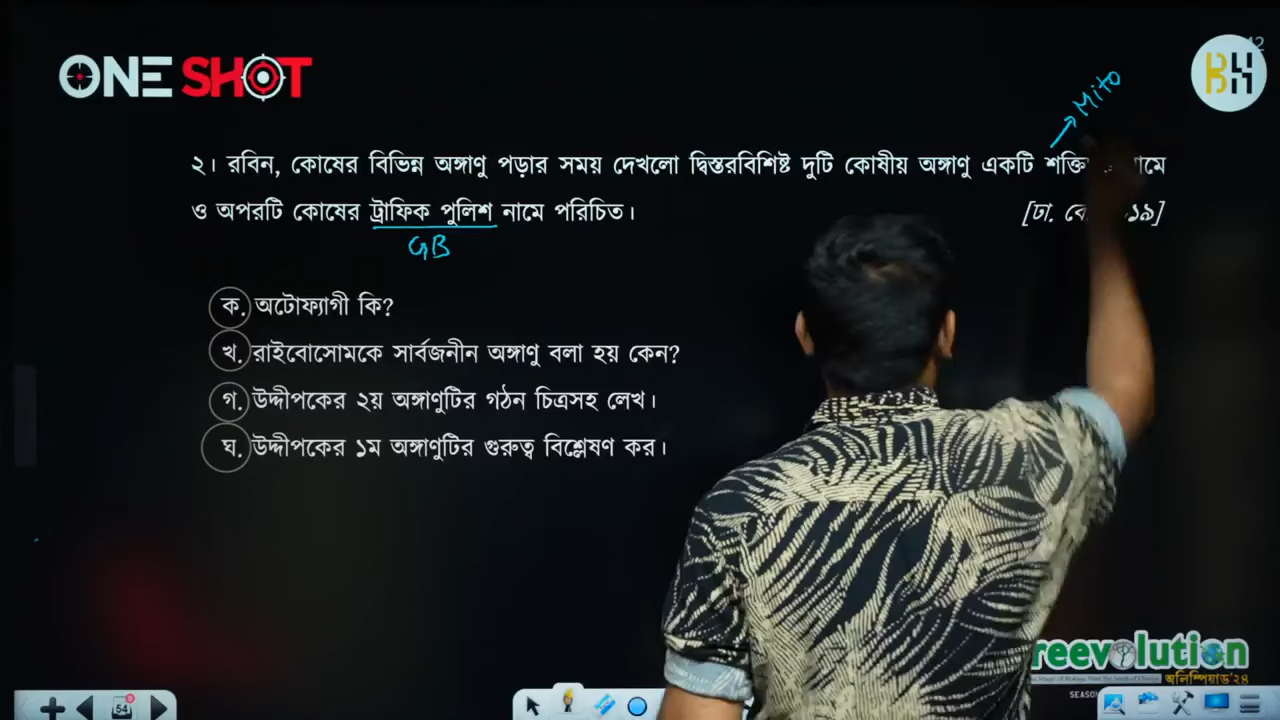 ONE SHOT
BH
42
Mito
২। রবিন, কোষের বিভিন্ন অঙ্গাণু পড়ার সময় দেখলো দ্বিস্তরবিশিষ্ট দুটি কোষীয় অঙ্গাণু একটি
ও অপরটি কোষের ট্রাফিক পুলিশ নামে পরিচিত।
[ঢা.
GB
ক. অটোফ্যাগী কি?
খ. রাইবোসোমকে সার্বজনীন অঙ্গাণু বলা হয় কেন?
গ. উদ্দীপকের ২য় অঙ্গাণুটির গঠন চিত্রসহ লেখ।
ঘ. উদ্দীপকের ১ম অঙ্গাণুটির গুরুত্ব বিশ্লেষণ কর।
reevolution
অলিম্পিয়াড'২৪
54